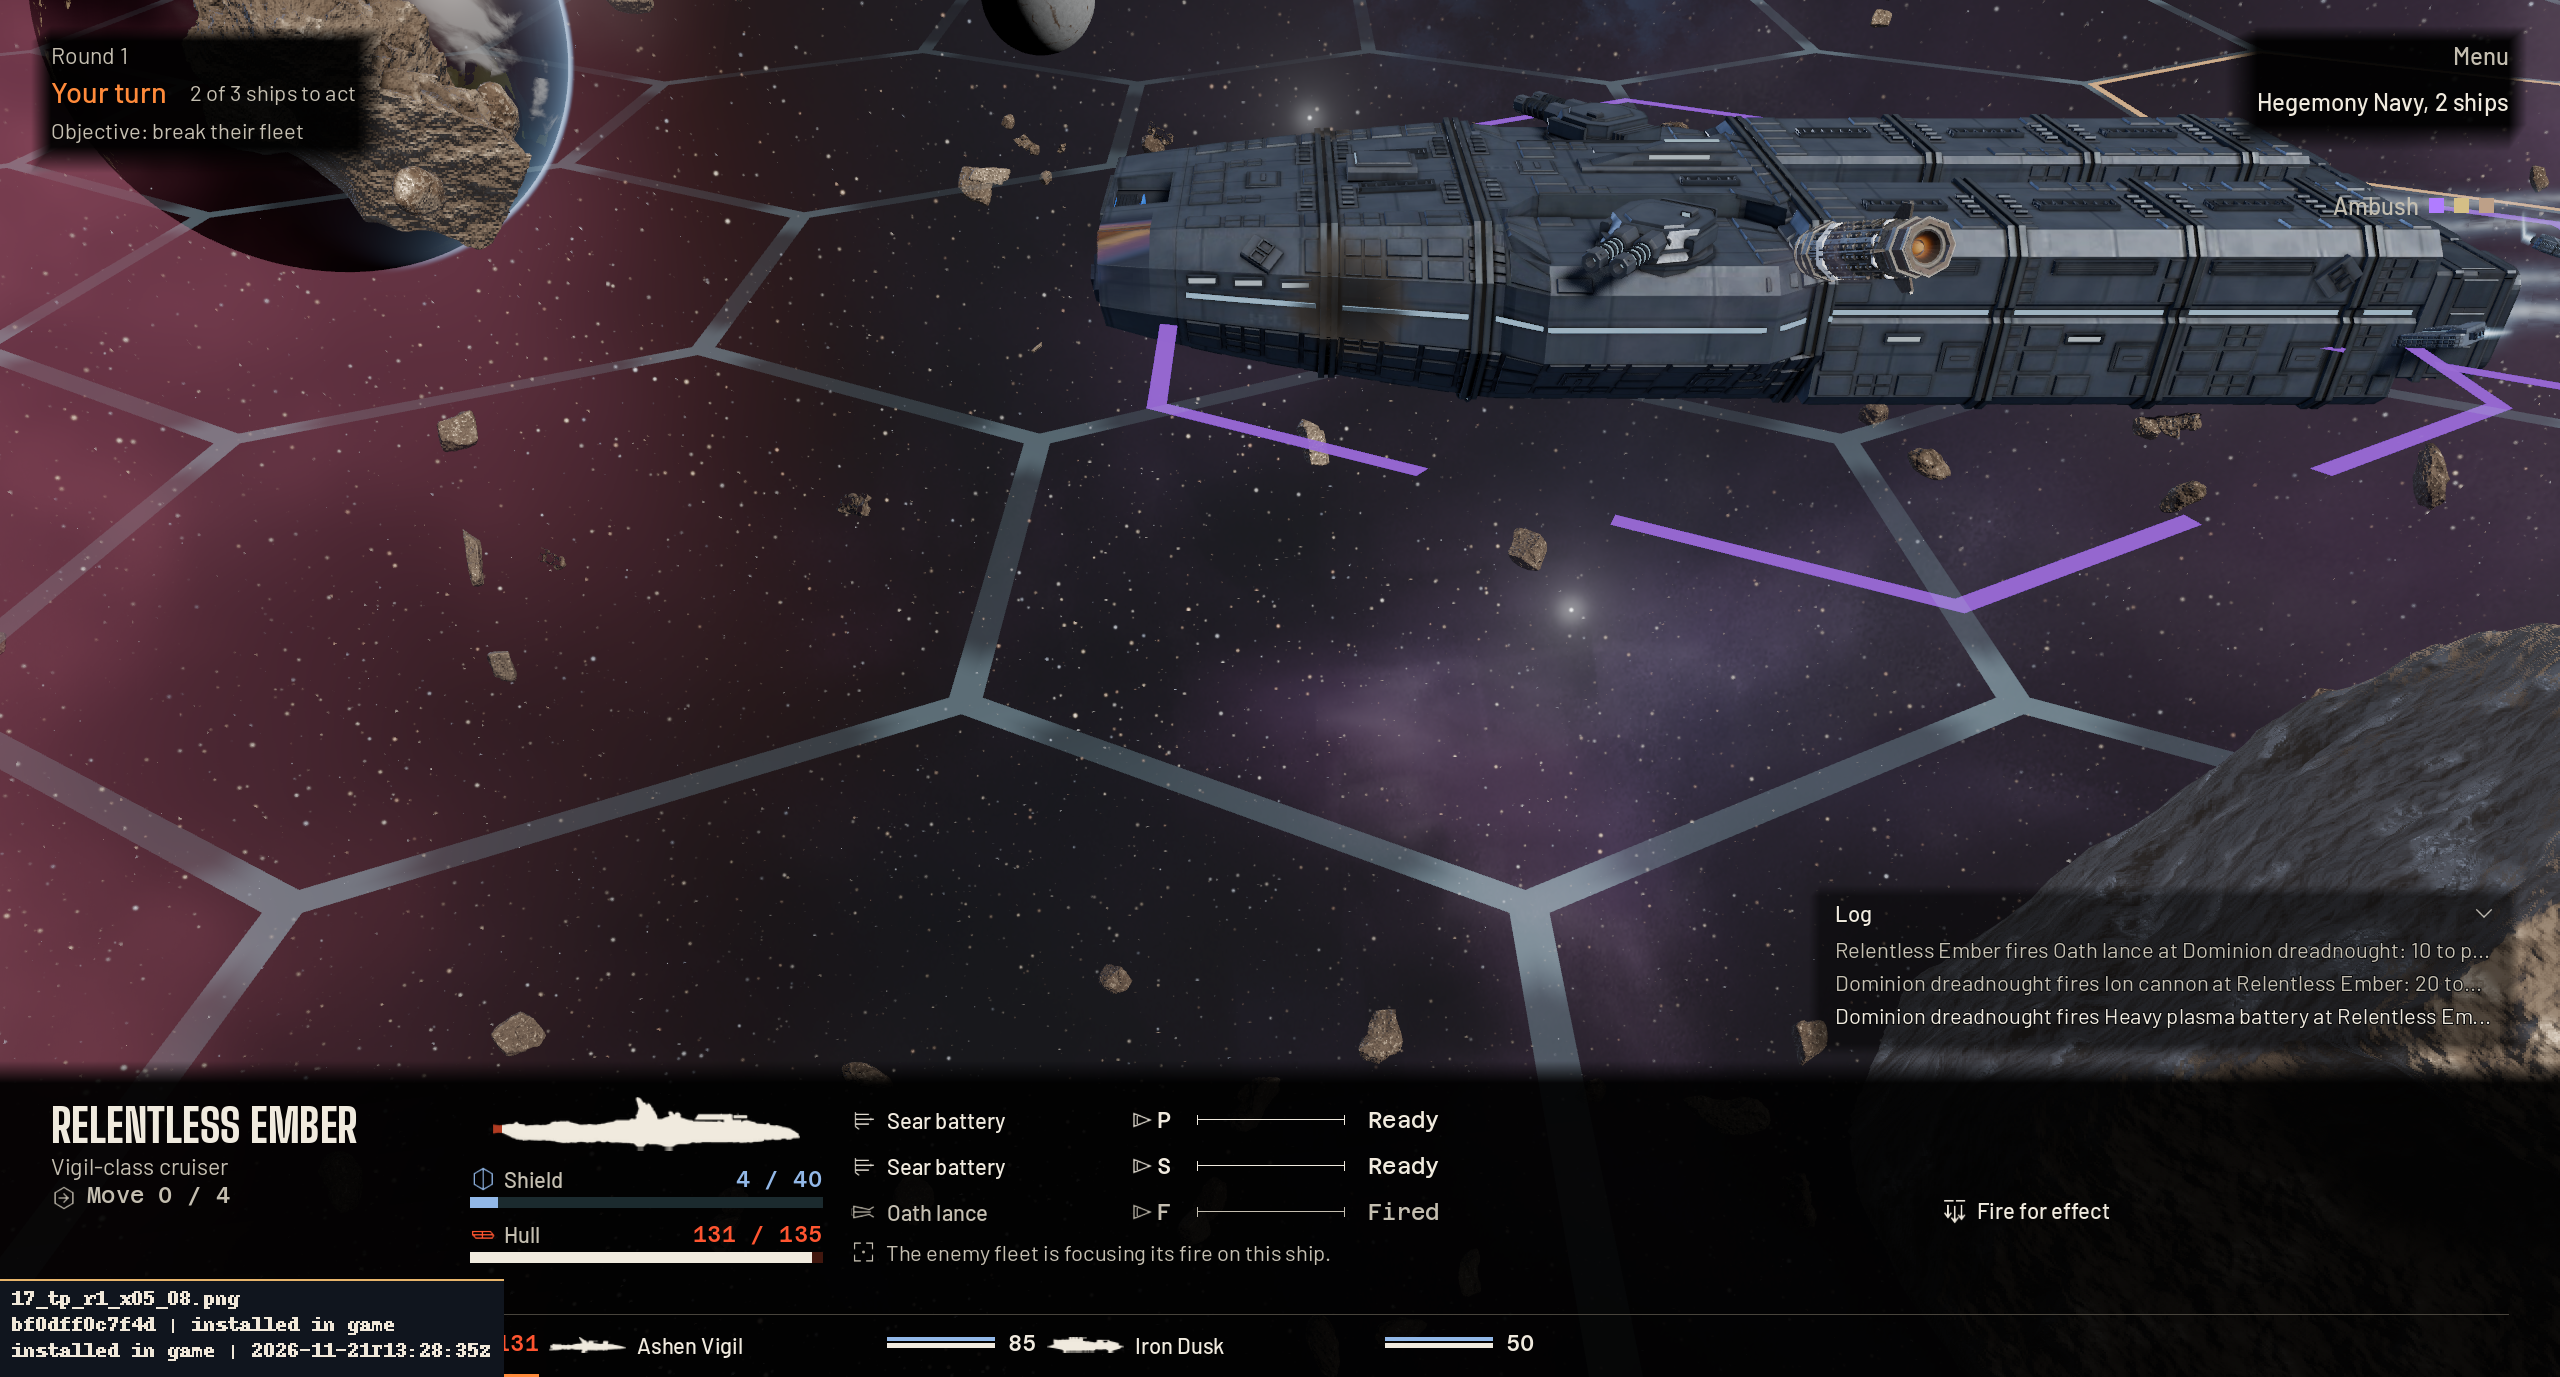 Round 1
Your turn 2 of 3 ships to act
Objective: break their fleet
Menu
Hegemony Navy, 2 ships
Ambush
Log
Relentless Ember fires Oath lance at Dominion dreadnought: 10 to p...
Dominion dreadnought fires Ion cannon at Relentless Ember: 20 to...
Dominion dreadnought fires Heavy plasma battery at Relentless Em...
RELENTLESS EMBER
Vigil-class cruiser
Move 0 / 4
Shield 4 / 40
Hull 131 / 135
Sear battery P Ready
Sear battery S Ready
Oath lance F Fired
The enemy fleet is focusing its fire on this ship.
Fire for effect
17_tp_r1_x05_08.png
bf0dff0c7f4d | installed in game
installed in game | 2026-11-21T13:28:35Z
131 Ashen Vigil 85 Iron Dusk 50